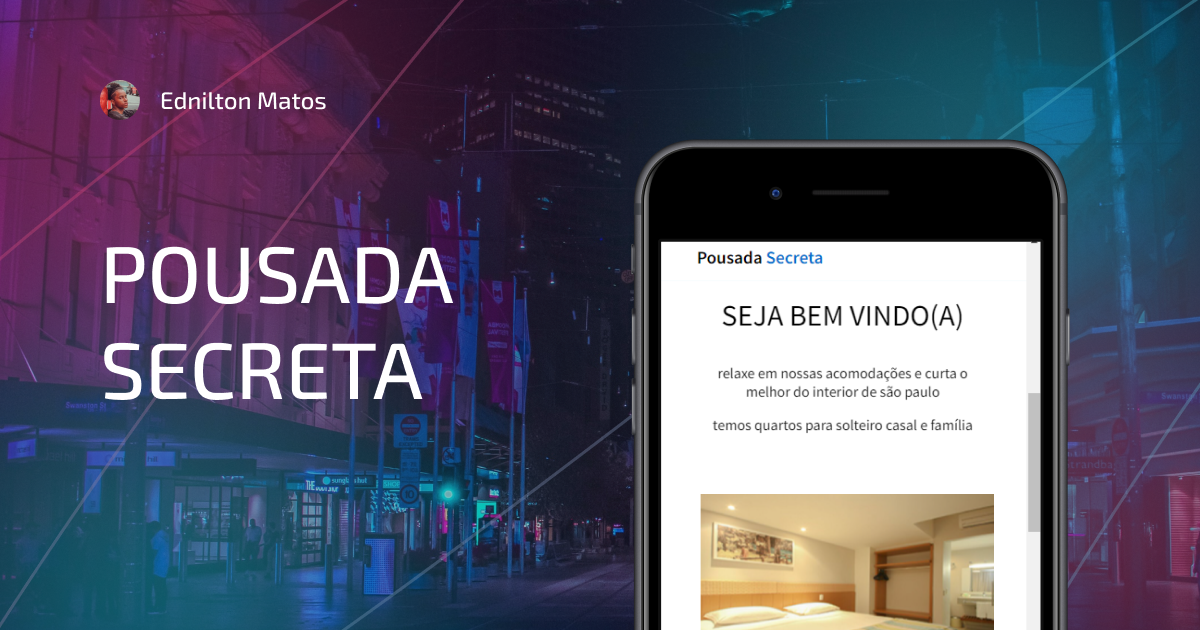 Ednilton Matos
POUSADA
SECRETA
Pousada Secreta
SEJA BEM VINDO(A)
relaxe em nossas acomodações e curta o
melhor do interior de são paulo
temos quartos para solteiro casal e família